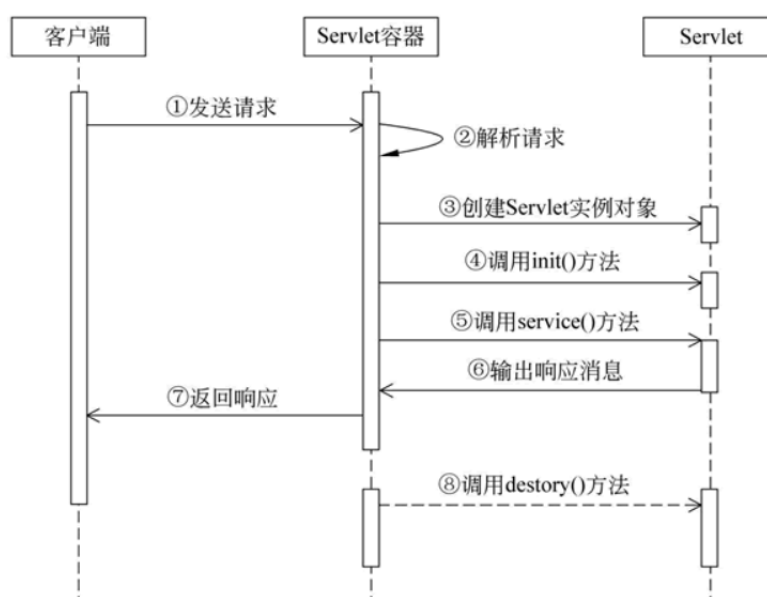 客户端
Servlet容器
Servlet
①发送请求
②解析请求
③创建Servlet实例对象
④调用init()方法
⑤调用service()方法
⑥输出响应消息
⑦返回响应
⑧调用destory()方法